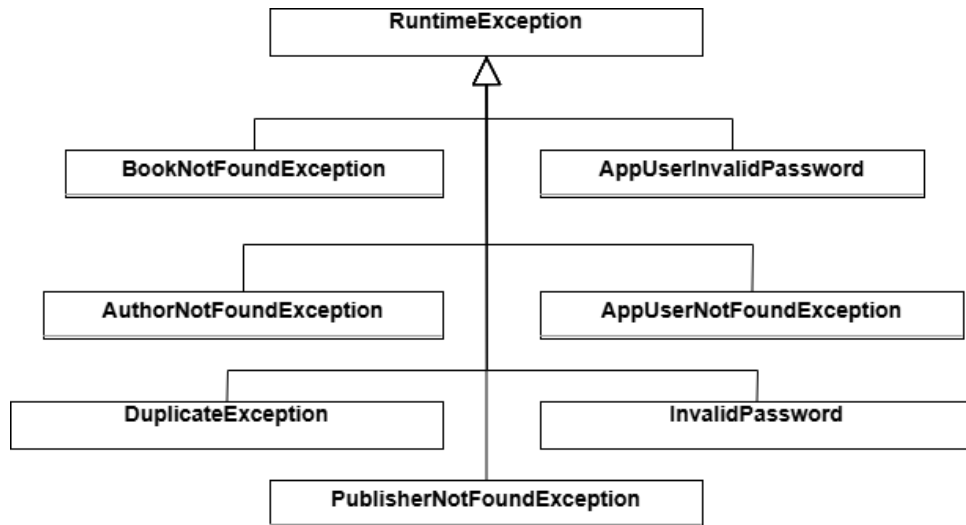 RuntimeException
BookNotFoundException
AppUserInvalidPassword
AuthorNotFoundException
AppUserNotFoundException
DuplicateException
InvalidPassword
PublisherNotFoundException